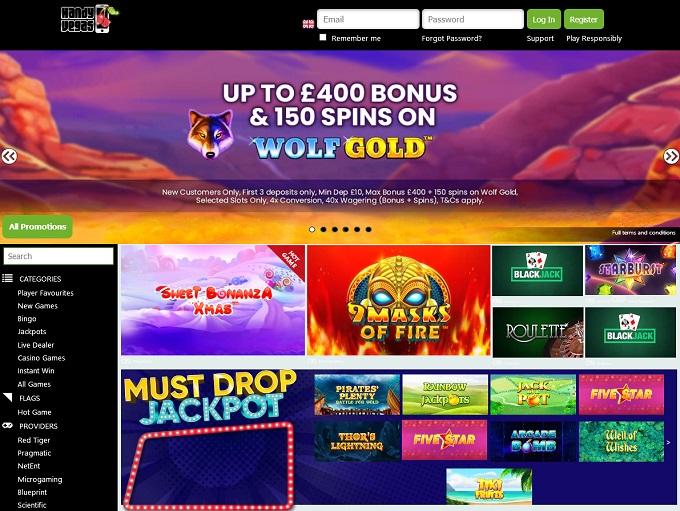 Handy
Vegas
Email
Password
Log In
Register
Remember me
Forgot Password?
Support
Play Responsibly
UP TO £400 BONUS
& 150 SPINS ON
WOLF GOLD™
New Customers Only, First 3 deposits only, Min Dep £10, Max Bonus £400 + 150 spins on Wolf Gold,
Selected Slots Only, 4x Conversion, 40x Wagering (Bonus + Spins), T&Cs apply.
All Promotions
Full terms and conditions
Search
CATEGORIES
Player Favourites
New Games
Bingo
Jackpots
Live Dealer
Casino Games
Instant Win
All Games
FLAGS
Hot Game
PROVIDERS
Red Tiger
Pragmatic
NetEnt
Microgaming
Blueprint
Scientific
HOT GAME
SWEET BONANZA
XMAS
9 MASKS
OF FIRE™
BLACKJACK
STARBURST
ROULETTE
BLACKJACK
MUST DROP
JACKPOT
PIRATES'
PLENTY
BATTLE FOR GOLD
RAINBOW
JACKPOTS
JACK
IN A
POT
FIVE STAR
THOR'S
LIGHTNING
FIVE STAR
ARCADE
BOMB
Well of
Wishes
TIKI
FRUITS